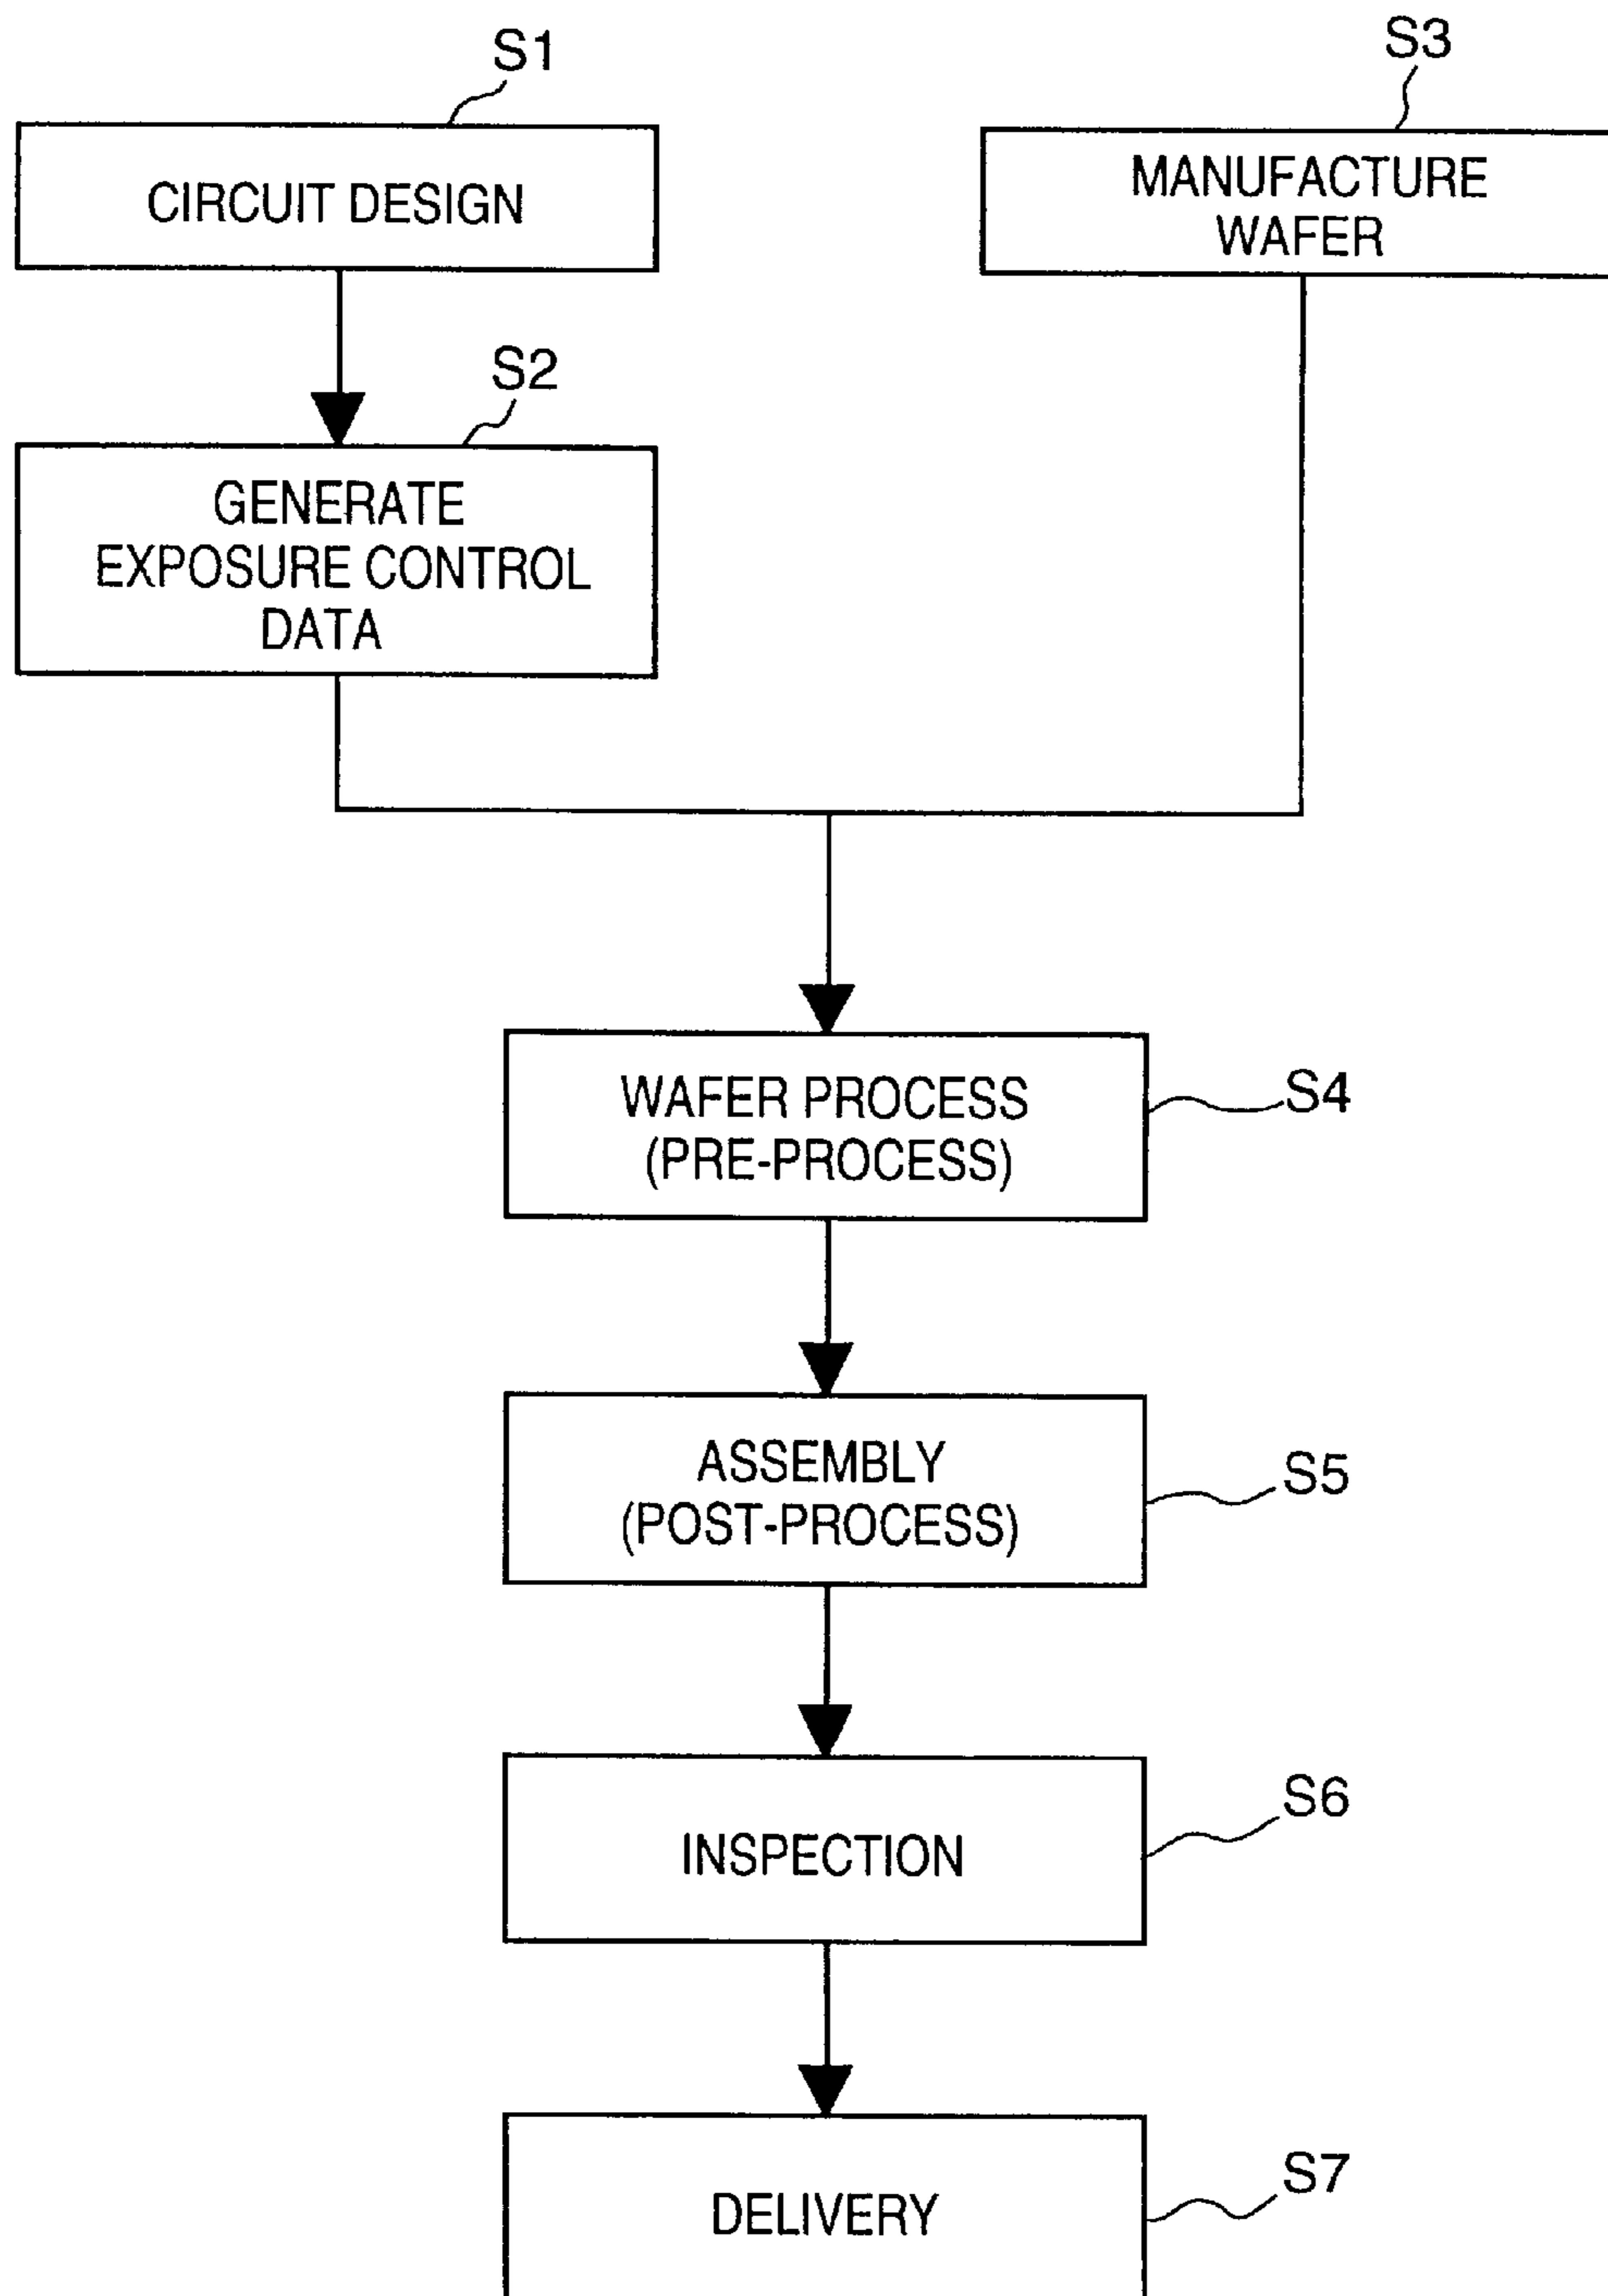 S1
CIRCUIT DESIGN
S3
MANUFACTURE
WAFER
S2
GENERATE
EXPOSURE CONTROL
DATA
WAFER PROCESS
(PRE-PROCESS)
S4
ASSEMBLY
(POST-PROCESS)
S5
INSPECTION
S6
DELIVERY
S7